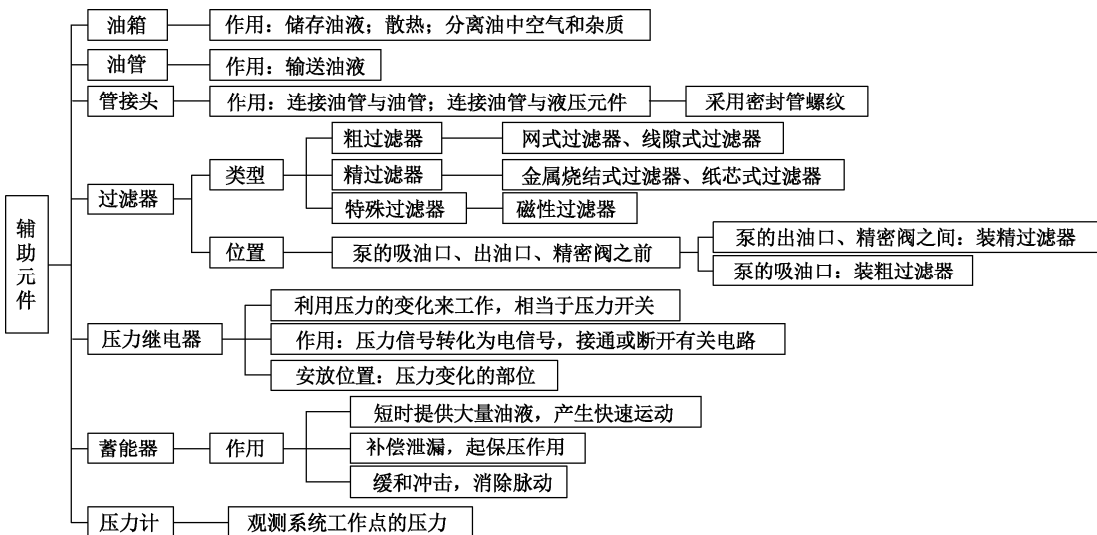 辅助元件
油箱
作用：储存油液；散热；分离油中空气和杂质
油管
作用：输送油液
管接头
作用：连接油管与油管；连接油管与液压元件
采用密封管螺纹
过滤器
类型
粗过滤器
网式过滤器、线隙式过滤器
精过滤器
金属烧结式过滤器、纸芯式过滤器
特殊过滤器
磁性过滤器
位置
泵的吸油口、出油口、精密阀之前
泵的出油口、精密阀之间：装精过滤器
泵的吸油口：装粗过滤器
压力继电器
利用压力的变化来工作，相当于压力开关
作用：压力信号转化为电信号，接通或断开有关电路
安放位置：压力变化的部位
蓄能器
作用
短时提供大量油液，产生快速运动
补偿泄漏，起保压作用
缓和冲击，消除脉动
压力计
观测系统工作点的压力